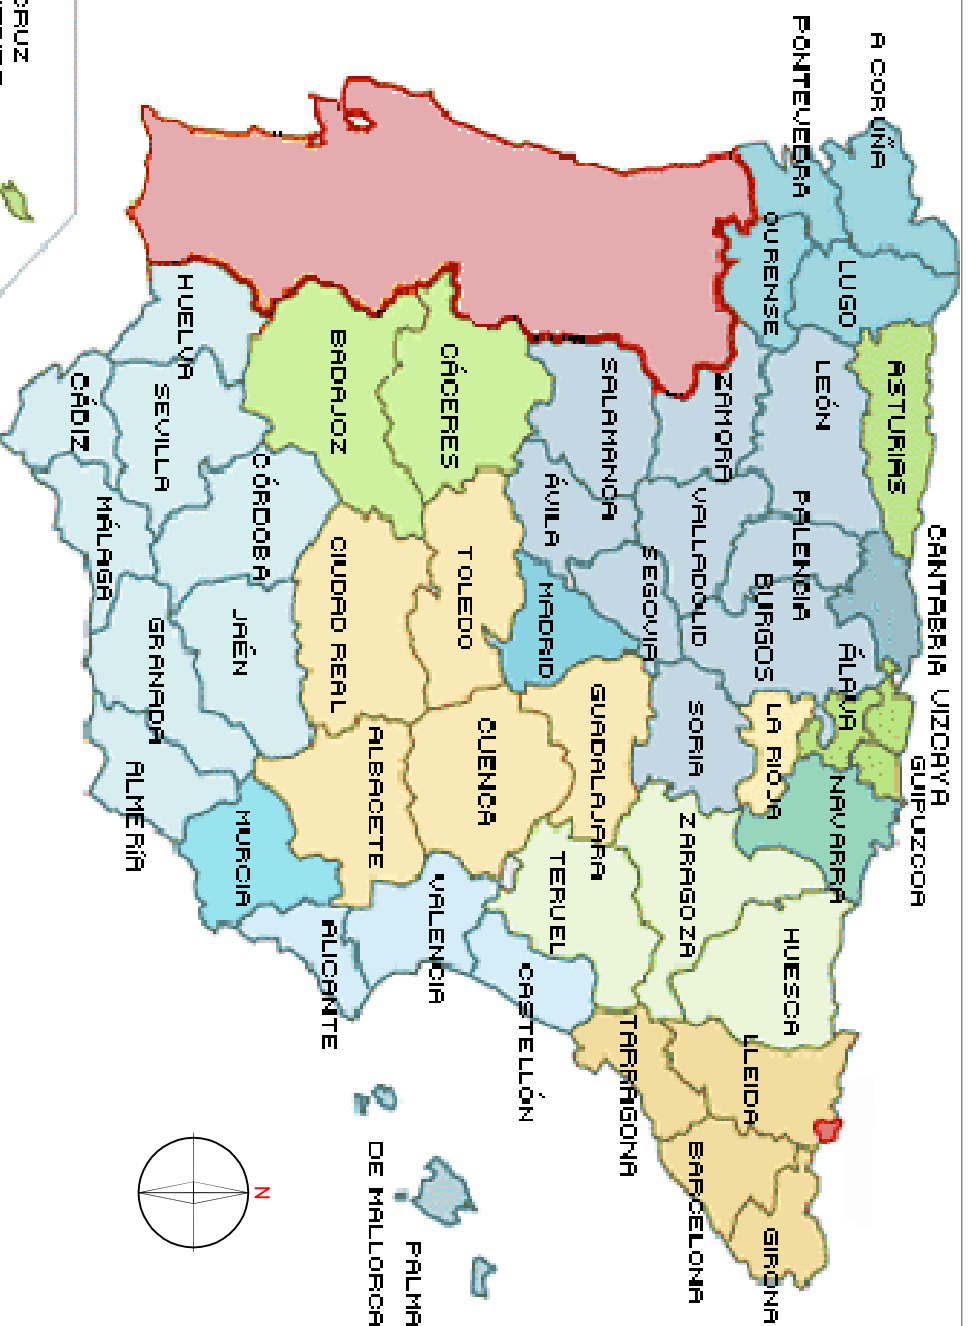 CANTABRIA
VIZCAYA
GUIPUZCOA
A CORUÑA
ASTURIAS
LUGO
LEÓN
ÁLAVA
NAVARRA
PONTEVEDRA
PALENCIA
HUESCA
OURENSE
BURGOS
LA RIOJA
GIRONA
LLEIDA
ZAMORA
VALLADOLID
SORIA
ZARRAGOZA
BARCELONA
SEGOVIA
TARRAGONA
SALAMANCA
GUADALAJARA
ÁVILA
MADRID
TERUEL
CASTELLÓN
CUENCA
TOLEDO
CÁCERES
VALENCIA
PALMA
DE MALLORCA
ALBACETE
BADAJOZ
CIUDAD REAL
ALICANTE
CÓRDOBA
JAÉN
MURCIA
HUELVA
SEVILLA
GRANADA
ALMERÍA
MÁLAGA
CÁDIZ
CRUZ